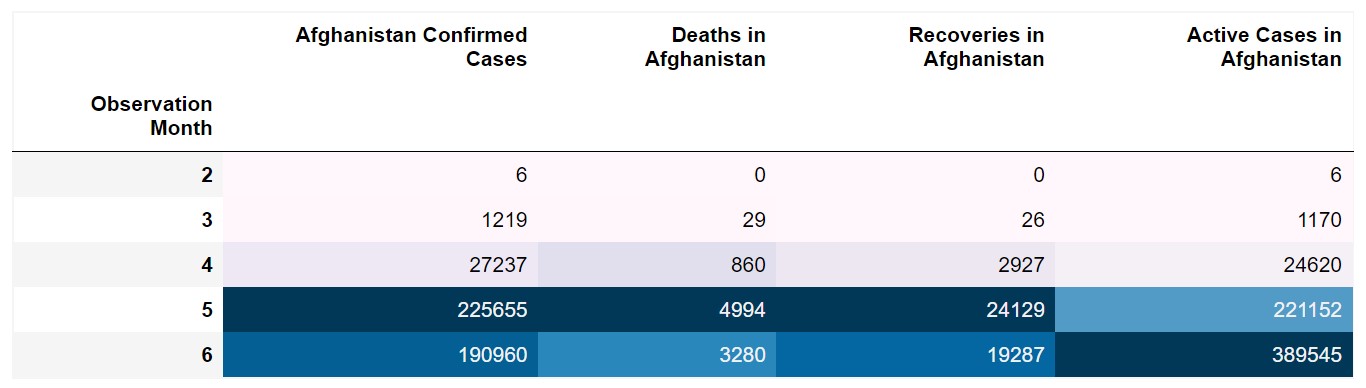 Afghanistan Confirmed Cases Deaths in Afghanistan Recoveries in Afghanistan Active Cases in Afghanistan
Observation Month
2 6 0 0 6
3 1219 29 26 1170
4 27237 860 2927 24620
5 225655 4994 24129 221152
6 190960 3280 19287 389545